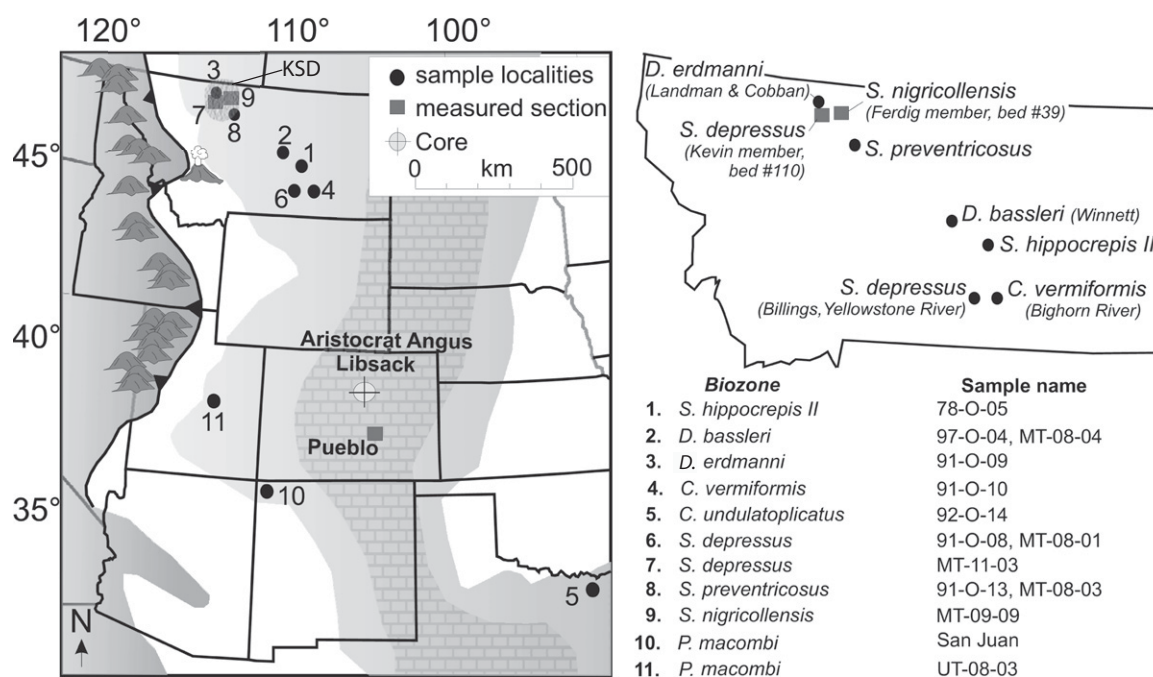 120°
110°
100°
45°
40°
35°
3
KSD
9
7
8
2
1
6
4
sample localities
measured section
Core
0
km
500
Aristocrat Angus
Libsack
Pueblo
11
10
5
N
D. erdmanni
(Landman & Cobban)
S. nigricollensis
(Ferdig member, bed #39)
S. depressus
(Kevin member,
bed #110)
S. preventricosus
D. bassleri (Winnett)
S. hippocrepis II
S. depressus
(Billings,Yellowstone River)
C. vermiformis
(Bighorn River)
Biozone Sample name
1. S. hippocrepis II 78-O-05
2. D. bassleri 97-O-04, MT-08-04
3. D. erdmanni 91-O-09
4. C. vermiformis 91-O-10
5. C. undulatoplicatus 92-O-14
6. S. depressus 91-O-08, MT-08-01
7. S. depressus MT-11-03
8. S. preventricosus 91-O-13, MT-08-03
9. S. nigricollensis MT-09-09
10. P. macombi San Juan
11. P. macombi UT-08-03